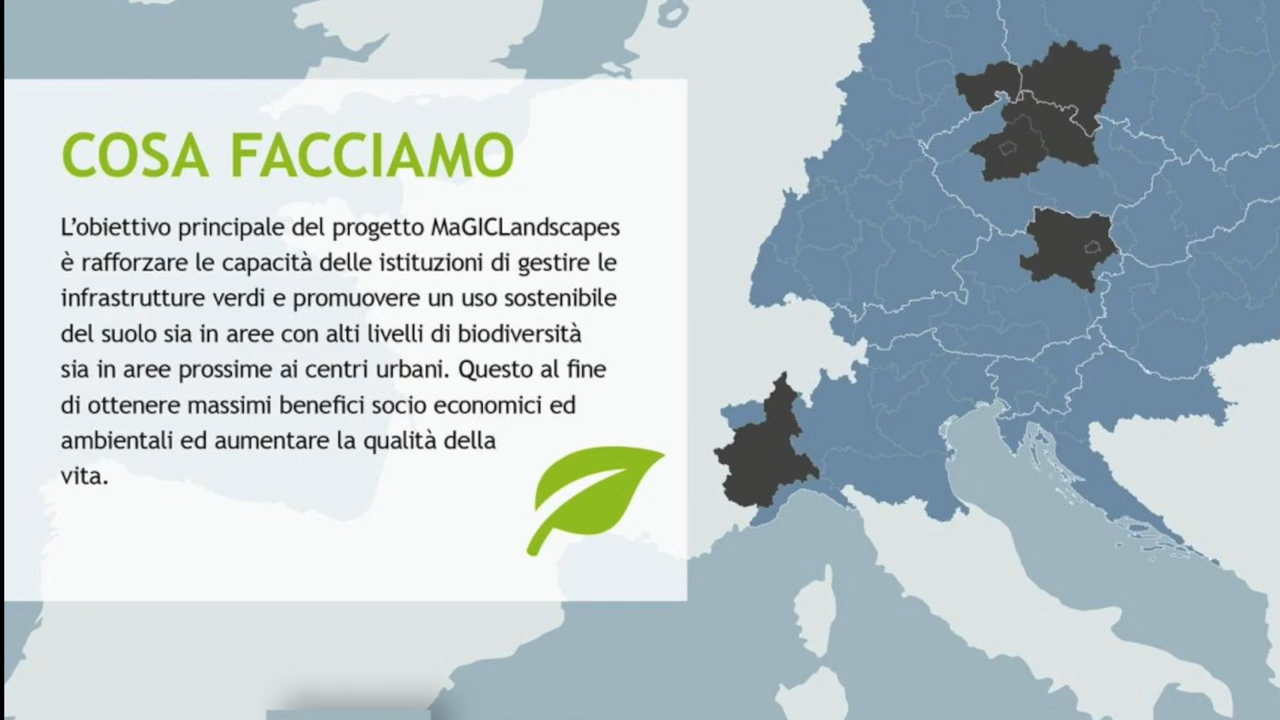 COSA FACCIAMO
L’obiettivo principale del progetto MaGICLandscapes
è rafforzare le capacità delle istituzioni di gestire le
infrastrutture verdi e promuovere un uso sostenibile
del suolo sia in aree con alti livelli di biodiversità
sia in aree prossime ai centri urbani. Questo al fine
di ottenere massimi benefici socio economici ed
ambientali ed aumentare la qualità della
vita.